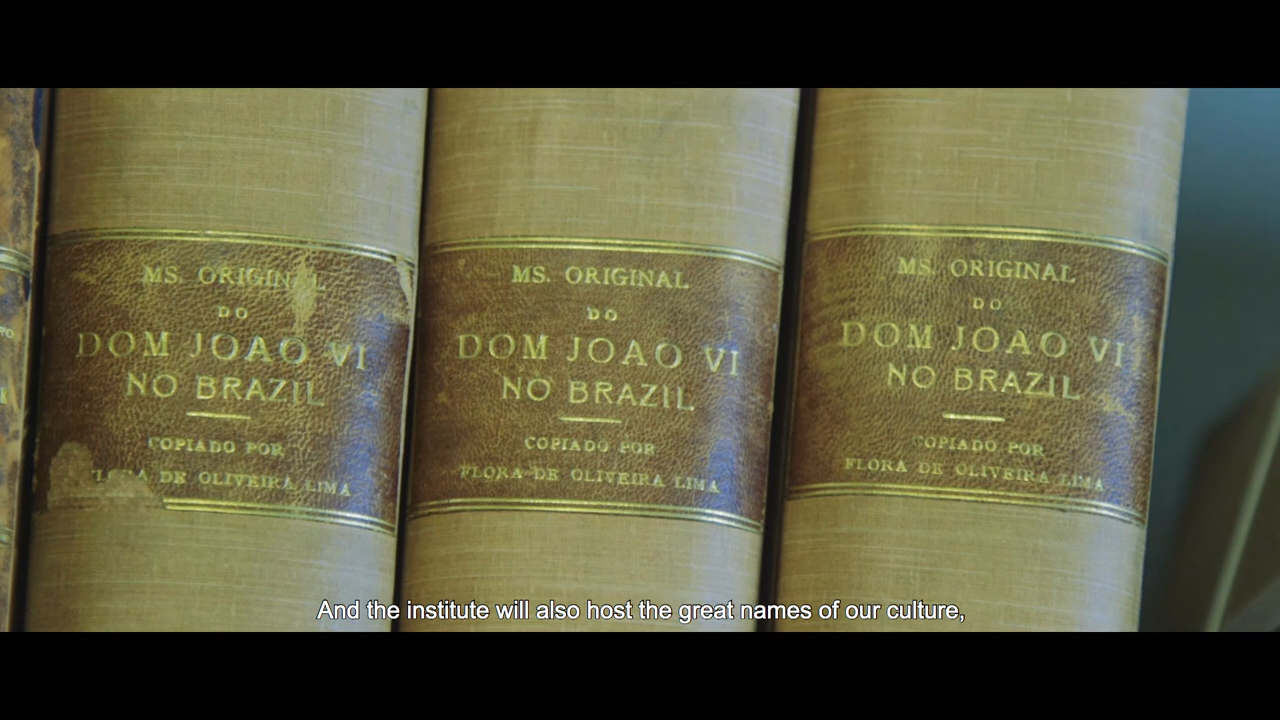 MS. ORIGINAL
DO
DOM JOAO VI
NO BRAZIL
COPIADO POR
FLORA DE OLIVEIRA LIMA
MS. ORIGINAL
DO
DOM JOAO VI
NO BRAZIL
COPIADO POR
FLORA DE OLIVEIRA LIMA
MS. ORIGINAL
DO
DOM JOAO VI
NO BRAZIL
COPIADO POR
FLORA DE OLIVEIRA LIMA
And the institute will also host the great names of our culture,